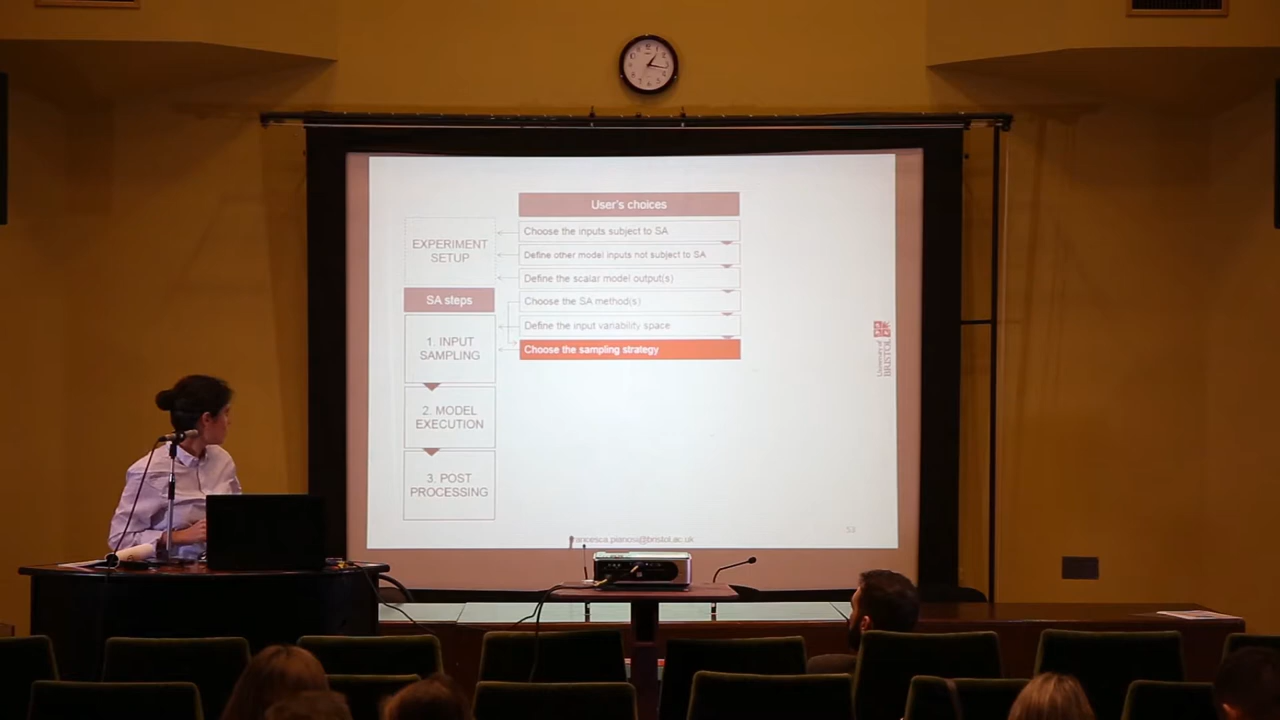 User's choices
EXPERIMENT
SETUP
Choose the inputs subject to SA
Define other model inputs not subject to SA
Define the scalar model output(s)
SA steps
Choose the SA method(s)
Define the input variability space
Choose the sampling strategy
1. INPUT
SAMPLING
2. MODEL
EXECUTION
3. POST
PROCESSING
University of
BRISTOL
53
francesca.pianosi@bristol.ac.uk